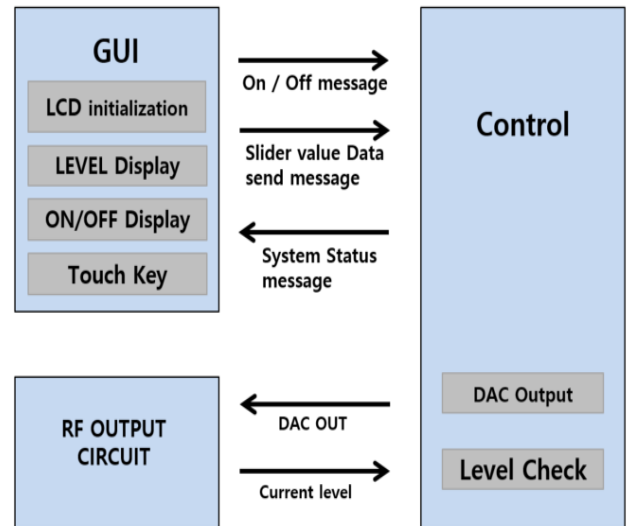 GUI
LCD initialization
LEVEL Display
ON/OFF Display
Touch Key
On / Off message
Slider value Data
send message
System Status
message
Control
DAC Output
Level Check
RF OUTPUT
CIRCUIT
DAC OUT
Current level